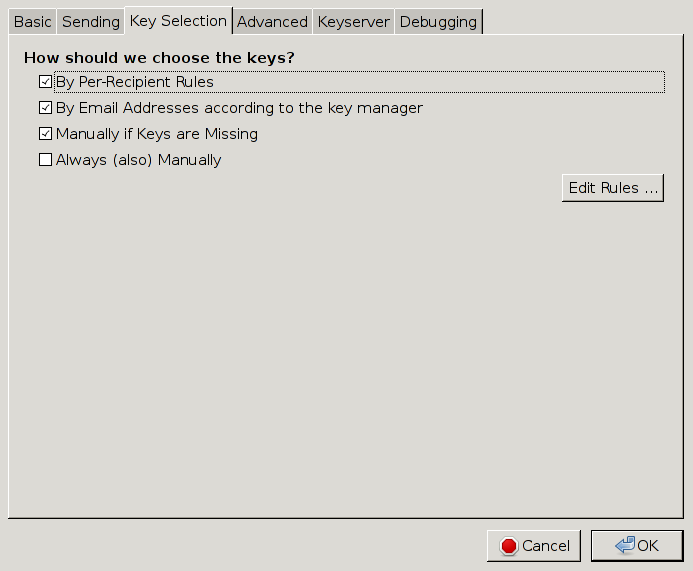 Basic Sending Key Selection Advanced Keyserver Debugging
How should we choose the keys?
By Per-Recipient Rules
By Email Addresses according to the key manager
Manually if Keys are Missing
Always (also) Manually
Edit Rules ...
Cancel OK